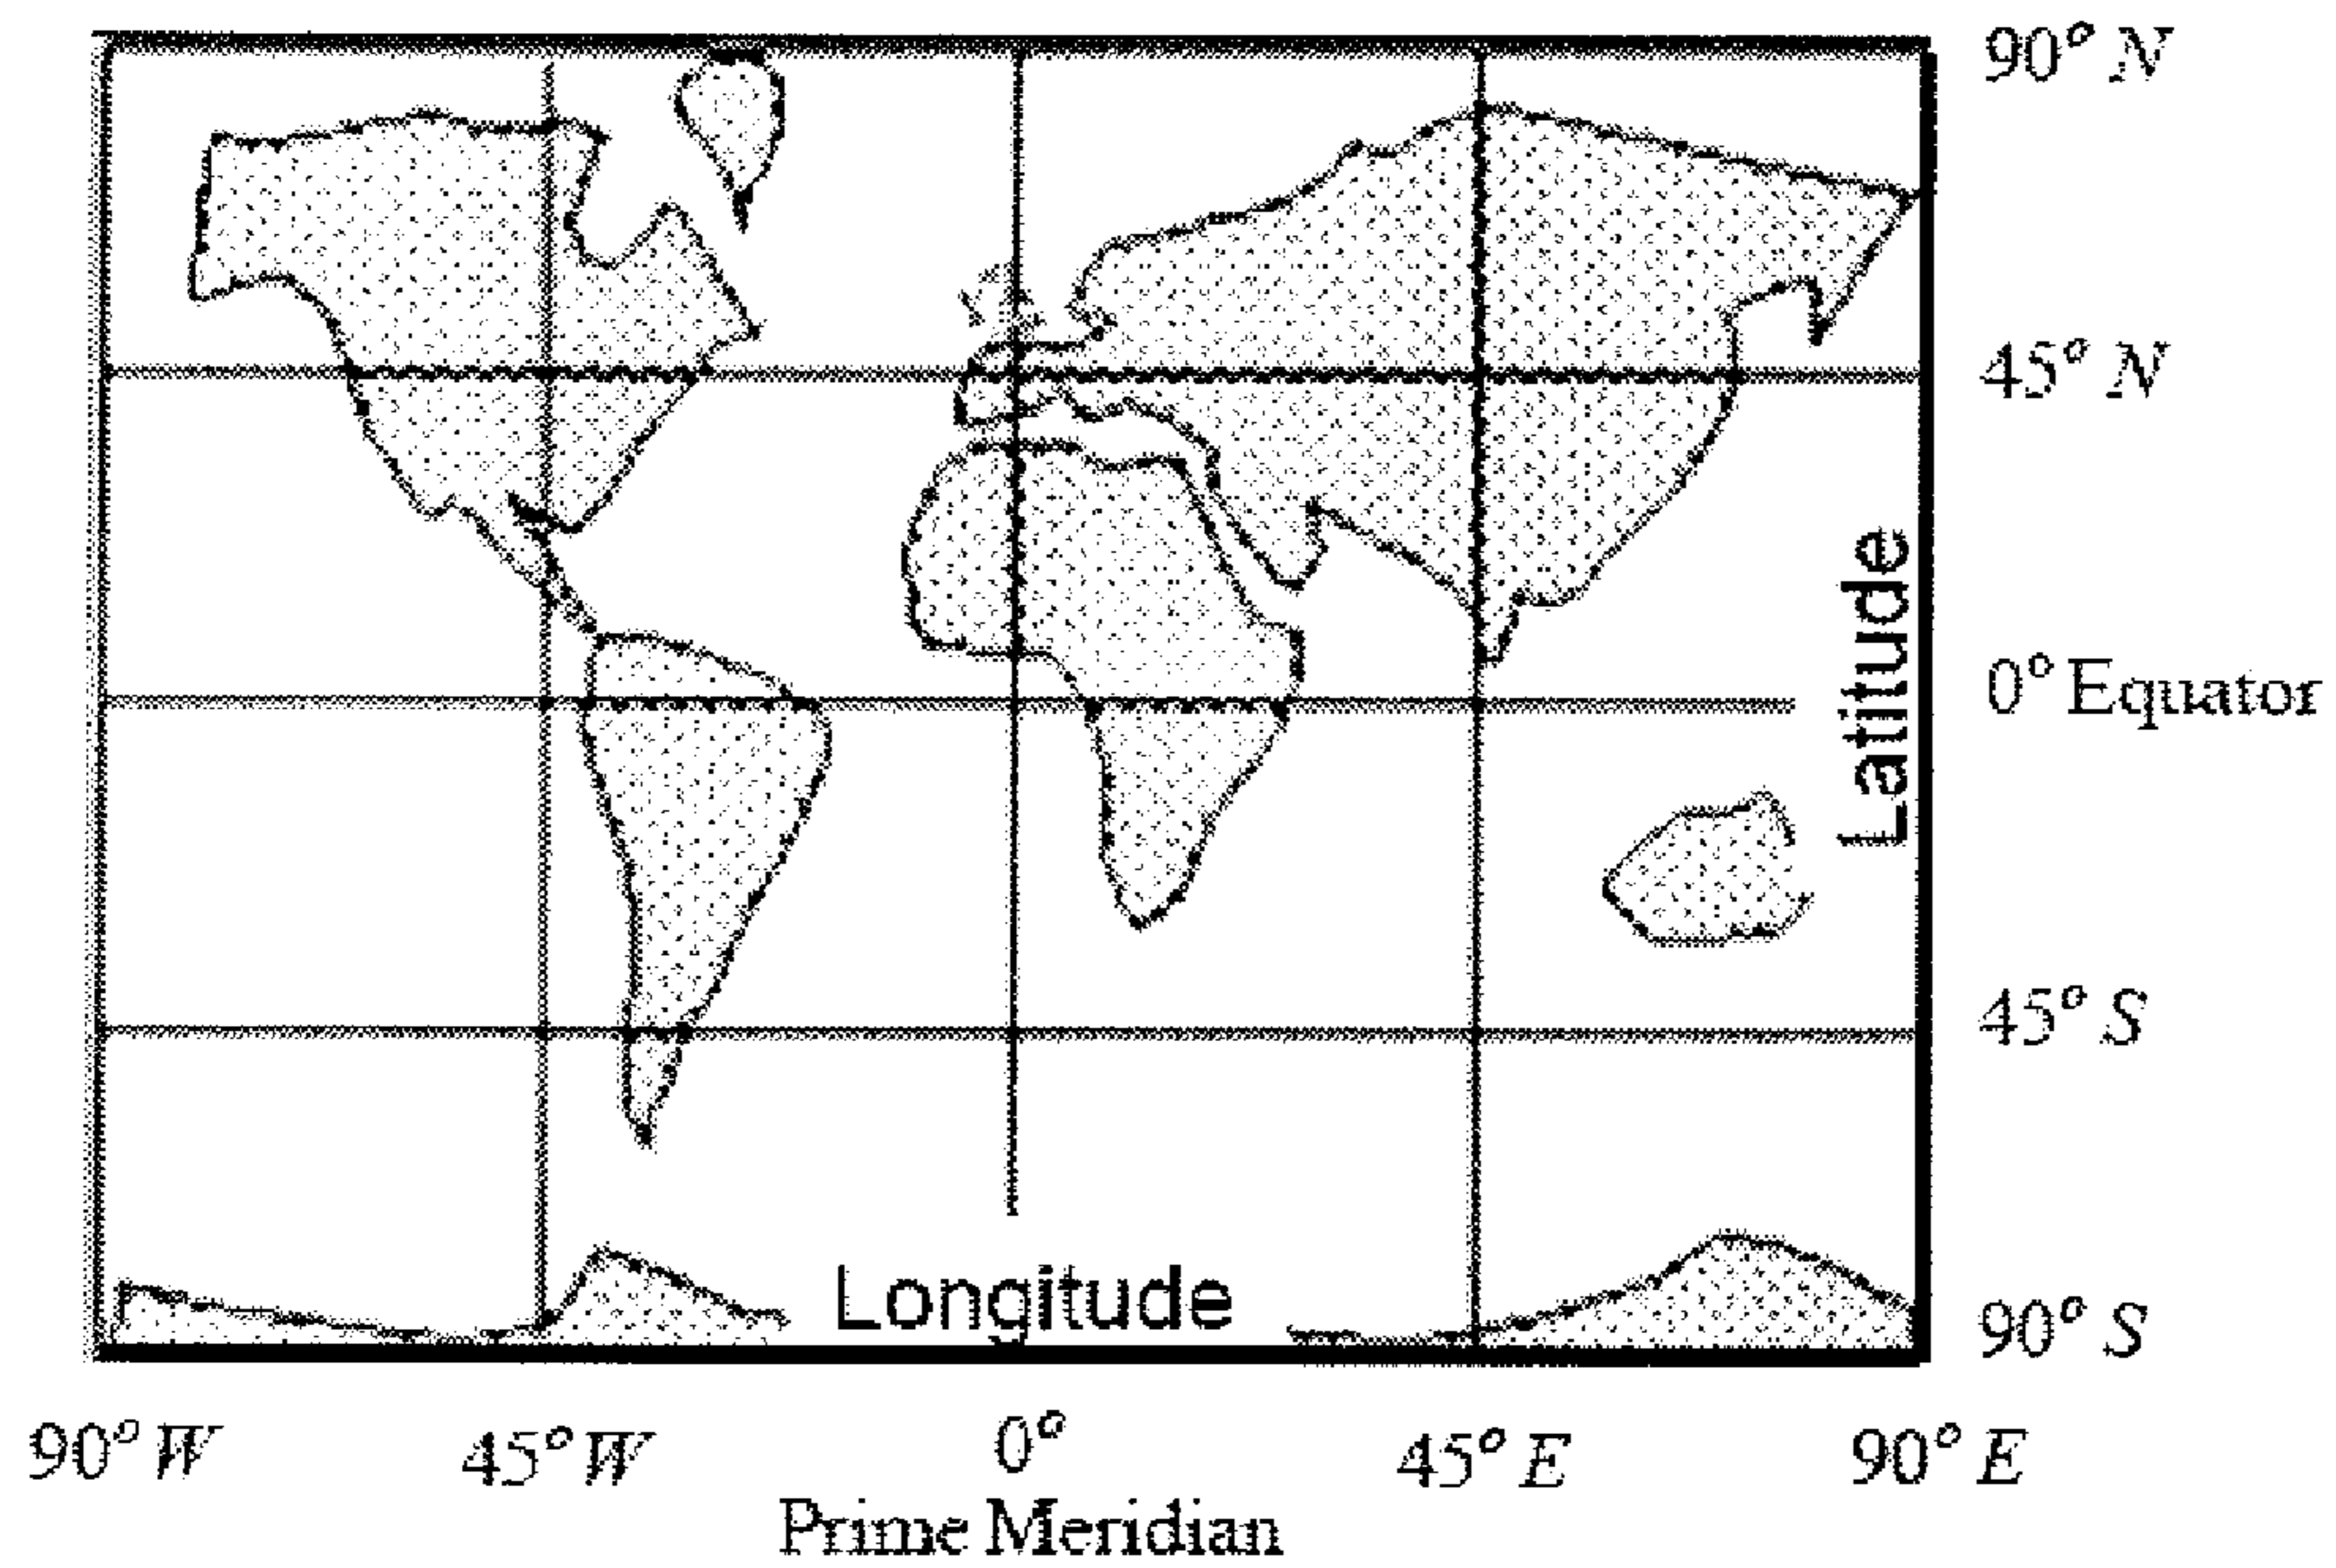 90° N
45° N
Latitude
0° Equator
45° S
Longitude
90° S
90° W 45° W 0° 45° E 90° E
Prime Meridian